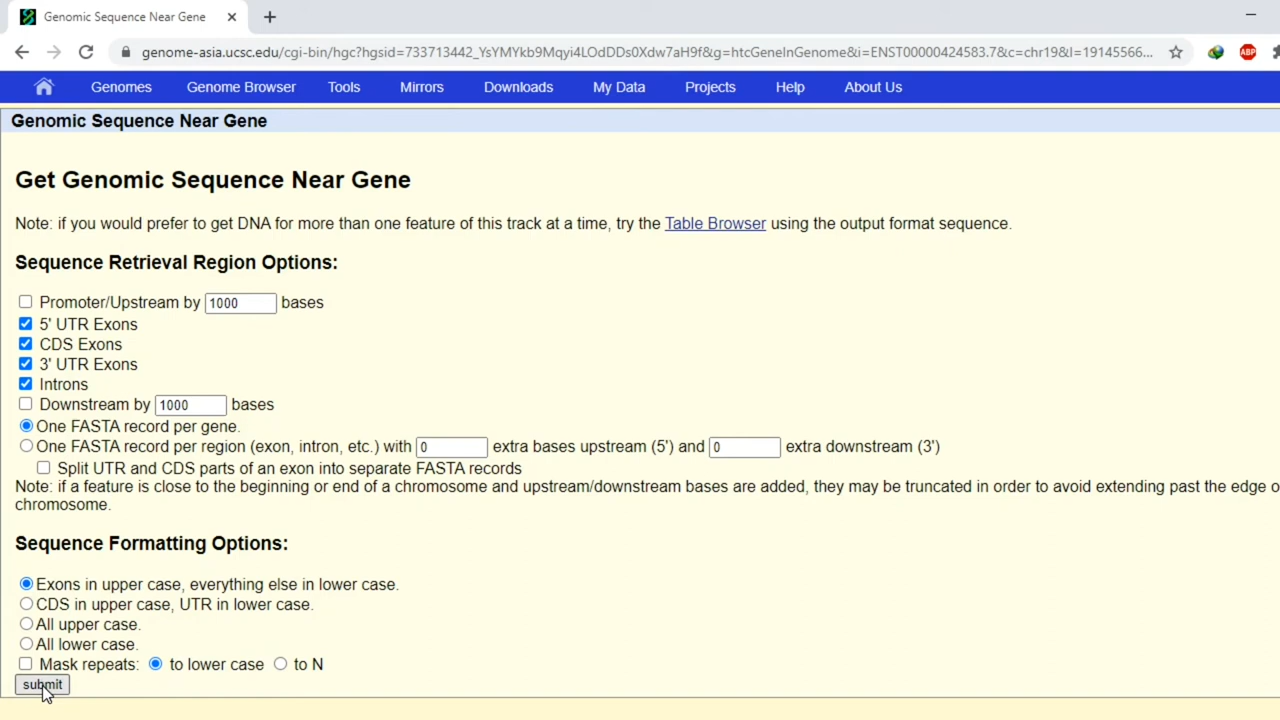 Genomic Sequence Near Gene
genome-asia.ucsc.edu/cgi-bin/hgc?hgsid=733713442_YsYMYkb9Mqyi4LOdDDs0Xdw7aH9f&g=htcGeneInGenome&i=ENST00000424583.7&c=chr19&l=19145566...
ABP
Genomes Genome Browser Tools Mirrors Downloads My Data Projects Help About Us
Genomic Sequence Near Gene
Get Genomic Sequence Near Gene
Note: if you would prefer to get DNA for more than one feature of this track at a time, try the Table Browser using the output format sequence.
Sequence Retrieval Region Options:
Promoter/Upstream by 1000 bases
5' UTR Exons
CDS Exons
3' UTR Exons
Introns
Downstream by 1000 bases
One FASTA record per gene.
One FASTA record per region (exon, intron, etc.) with 0 extra bases upstream (5') and 0 extra downstream (3')
Split UTR and CDS parts of an exon into separate FASTA records
Note: if a feature is close to the beginning or end of a chromosome and upstream/downstream bases are added, they may be truncated in order to avoid extending past the edge o
chromosome.
Sequence Formatting Options:
Exons in upper case, everything else in lower case.
CDS in upper case, UTR in lower case.
All upper case.
All lower case.
Mask repeats: to lower case to N
submit